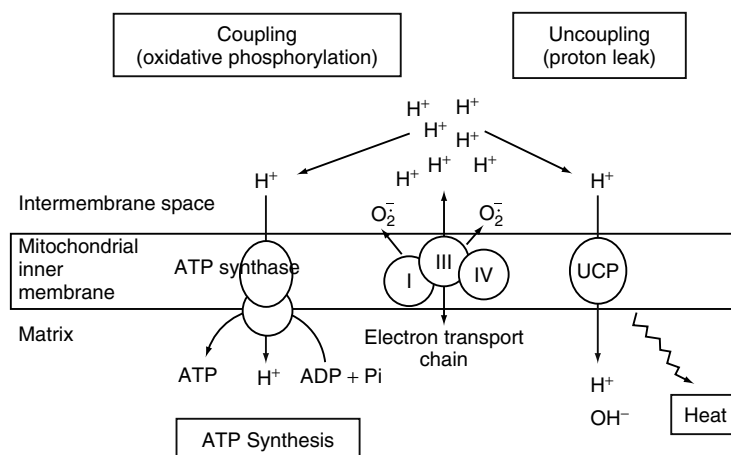 Coupling
(oxidative phosphorylation)
Uncoupling
(proton leak)
H⁺ H⁺
H⁺ H⁺
H⁺ H⁺ H⁺
H⁺
H⁺
Intermembrane space
O₂⁻̇ O₂⁻̇
Mitochondrial
inner
membrane
ATP synthase
I III IV
UCP
Matrix
Electron transport
chain
ATP H⁺ ADP + Pi
H⁺
OH⁻
Heat
ATP Synthesis